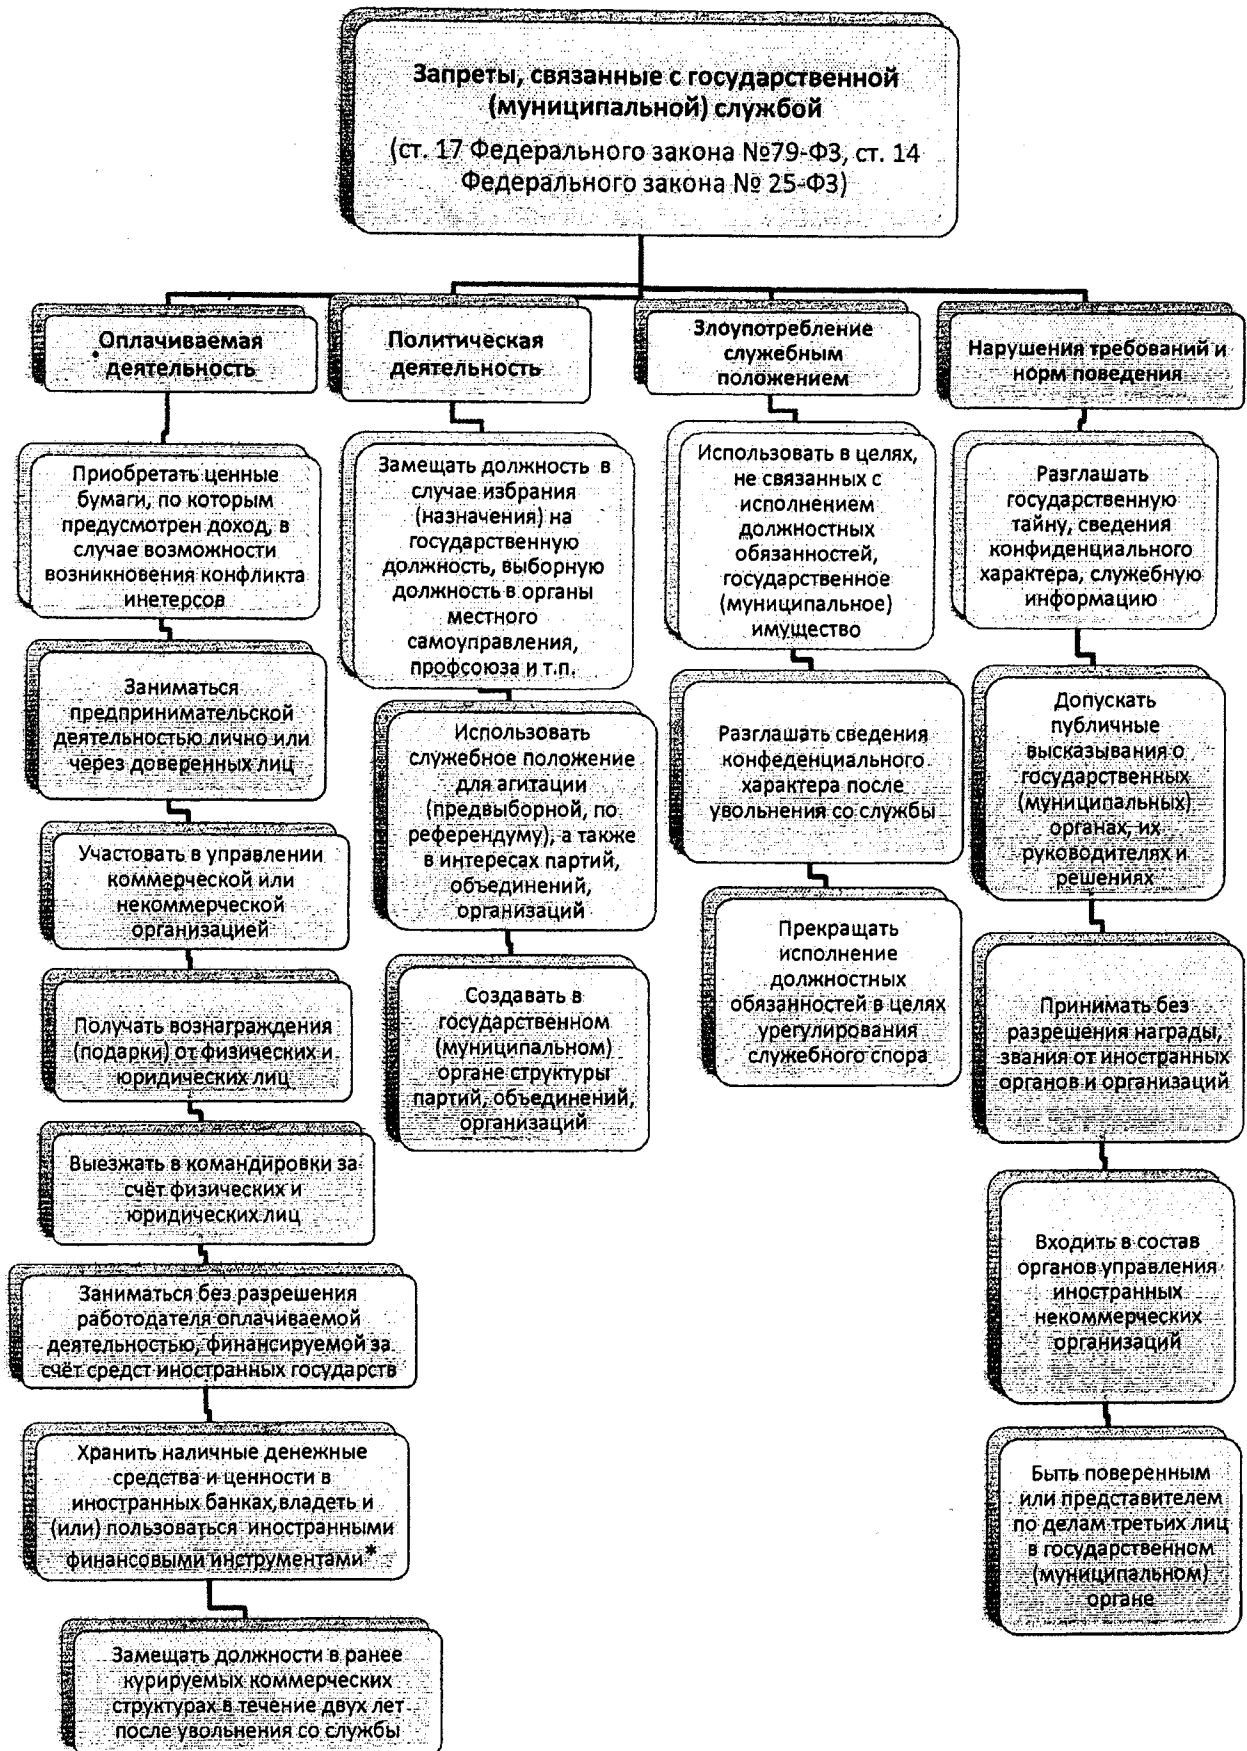 Запреты, связанные с государственной
(муниципальной) службой
(ст. 17 Федерального закона №79-ФЗ, ст. 14
Федерального закона № 25-ФЗ)
Оплачиваемая
деятельность
Приобретать ценные
бумаги, по которым
предусмотрен доход, в
случае возможности
возникновения конфликта
инетерсов
Заниматься
предпринимательской
деятельностью лично или
через доверенных лиц
Участовать в управлении
коммерческой или
некоммерческой
организацией
Получать вознаграждения
(подарки) от физических и
юридических лиц
Выезжать в командировки за
счёт физических и
юридических лиц
Заниматься без разрешения
работодателя оплачиваемой
деятельностью, финансируемой за
счёт средст иностранных государств
Хранить наличные денежные
средства и ценности в
иностранных банках, владеть и
(или) пользоваться иностранными
финансовыми инструментами*
Замещать должности в ранее
курируемых коммерческих
структурах в течение двух лет
после увольнения со службы
Политическая
деятельность
Замещать должность в
случае избрания
(назначения) на
государственную
должность, выборную
должность в органы
местного
самоуправления,
профсоюза и т.п.
Использовать
служебное положение
для агитации
(предвыборной, по
референдуму), а также
в интересах партий,
объединений,
организаций
Создавать в
государственном
(муниципальном)
органе структуры
партий, объединений,
организаций
Злоупотребление
служебным
положением
Использовать в целях,
не связанных с
исполнением
должностных
обязанностей,
государственное
(муниципальное)
имущество
Разглашать сведения
конфеденциального
характера после
увольнения со службы
Прекращать
исполнение
должностных
обязанностей в целях
урегулирования
служебного спора
Нарушения требований и
норм поведения
Разглашать
государственную
тайну, сведения
конфиденциального
характера, служебную
информацию
Допускать
публичные
высказывания о
государственных
(муниципальных)
органах, их
руководителях и
решениях
Принимать без
разрешения награды,
звания от иностранных
органов и организаций
Входить в состав
органов управления
иностранных
некоммерческих
организаций
Быть поверенным
или представителем
по делам третьих лиц
в государственном
(муниципальном)
органе